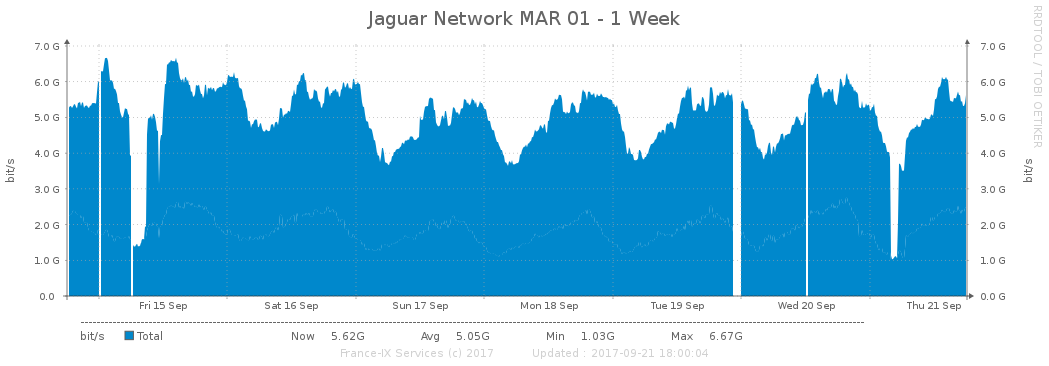 Jaguar Network MAR 01 - 1 Week
RRDTOOL / TOBI OETIKER
7.0 G 7.0 G
6.0 G 6.0 G
5.0 G 5.0 G
4.0 G 4.0 G
bit/s bit/s
3.0 G 3.0 G
2.0 G 2.0 G
1.0 G 1.0 G
0.0 0.0 G
Fri 15 Sep Sat 16 Sep Sun 17 Sep Mon 18 Sep Tue 19 Sep Wed 20 Sep Thu 21 Sep
bit/s Total Now 5.62G Avg 5.05G Min 1.03G Max 6.67G
France-IX Services (c) 2017 Updated : 2017-09-21 18:00:04